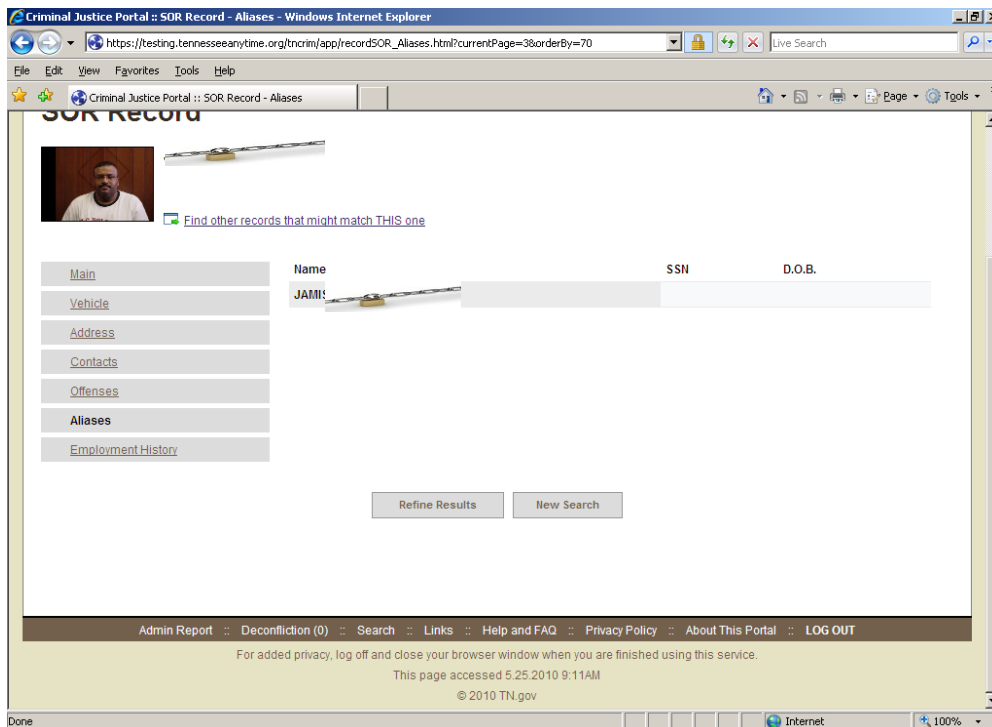 Criminal Justice Portal :: SOR Record - Aliases - Windows Internet Explorer
https://testing.tennesseeanytime.org/tncrim/app/recordSOR_Aliases.html?currentPage=3&orderBy=70
Live Search
File Edit View Favorites Tools Help
Criminal Justice Portal :: SOR Record - Aliases
Page Tools
SOR Record
Find other records that might match THIS one
Name SSN D.O.B.
Main
Vehicle
Address
Contacts
Offenses
Aliases
Employment History
Refine Results New Search
Admin Report :: Deconfliction (0) :: Search :: Links :: Help and FAQ :: Privacy Policy :: About This Portal :: LOG OUT
For added privacy, log off and close your browser window when you are finished using this service.
This page accessed 5.25.2010 9:11AM
© 2010 TN.gov
Done Internet 100%